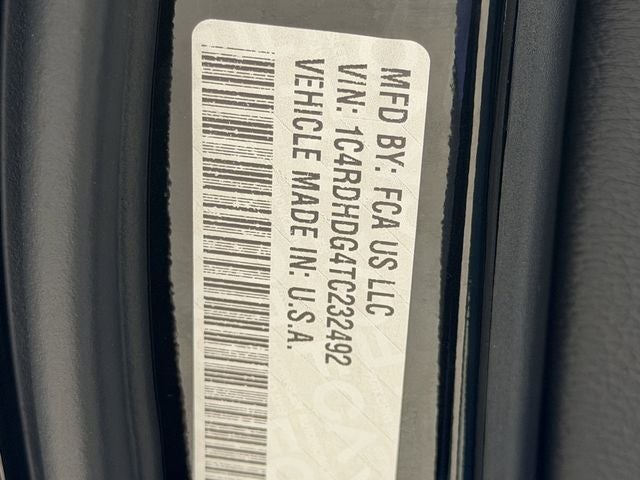 MFD BY: FCA US LLC
VIN: 1C4RDHDG4TC232492
VEHICLE MADE IN: U.S.A.